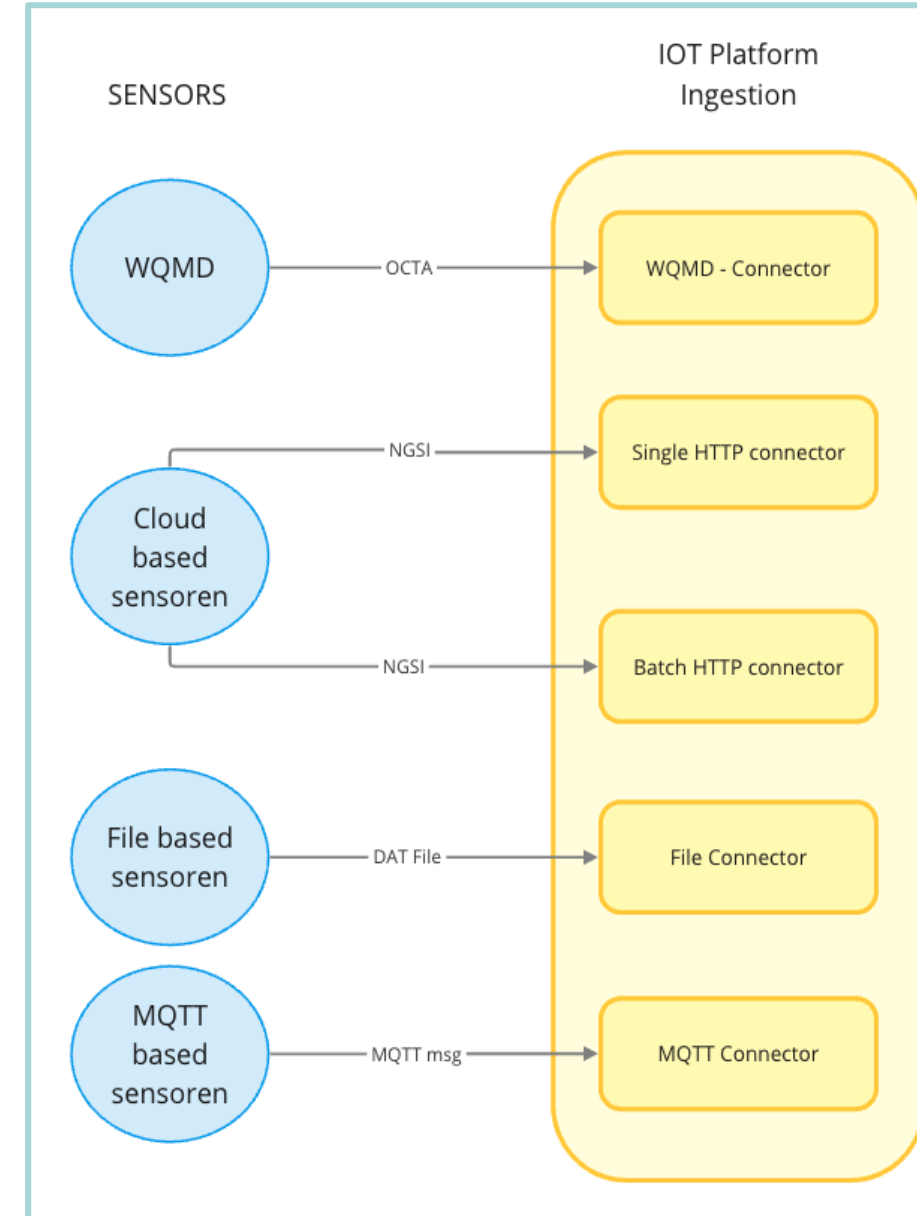 SENSORS
IOT Platform
Ingestion
WQMD
OCTA
WQMD - Connector
NGSI
Single HTTP connector
Cloud
based
sensoren
NGSI
Batch HTTP connector
File based
sensoren
DAT File
File Connector
MQTT
based
sensoren
MQTT msg
MQTT Connector